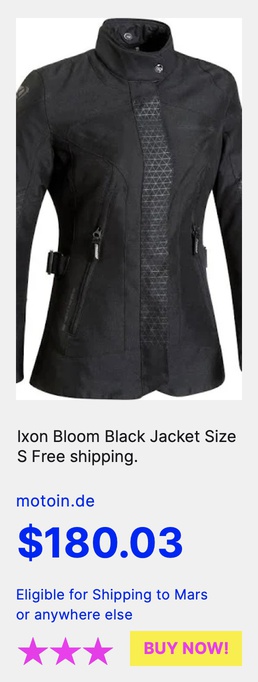 Ixon Bloom Black Jacket Size
S Free shipping.
motoin.de
$180.03
Eligible for Shipping to Mars
or anywhere else
BUY NOW!